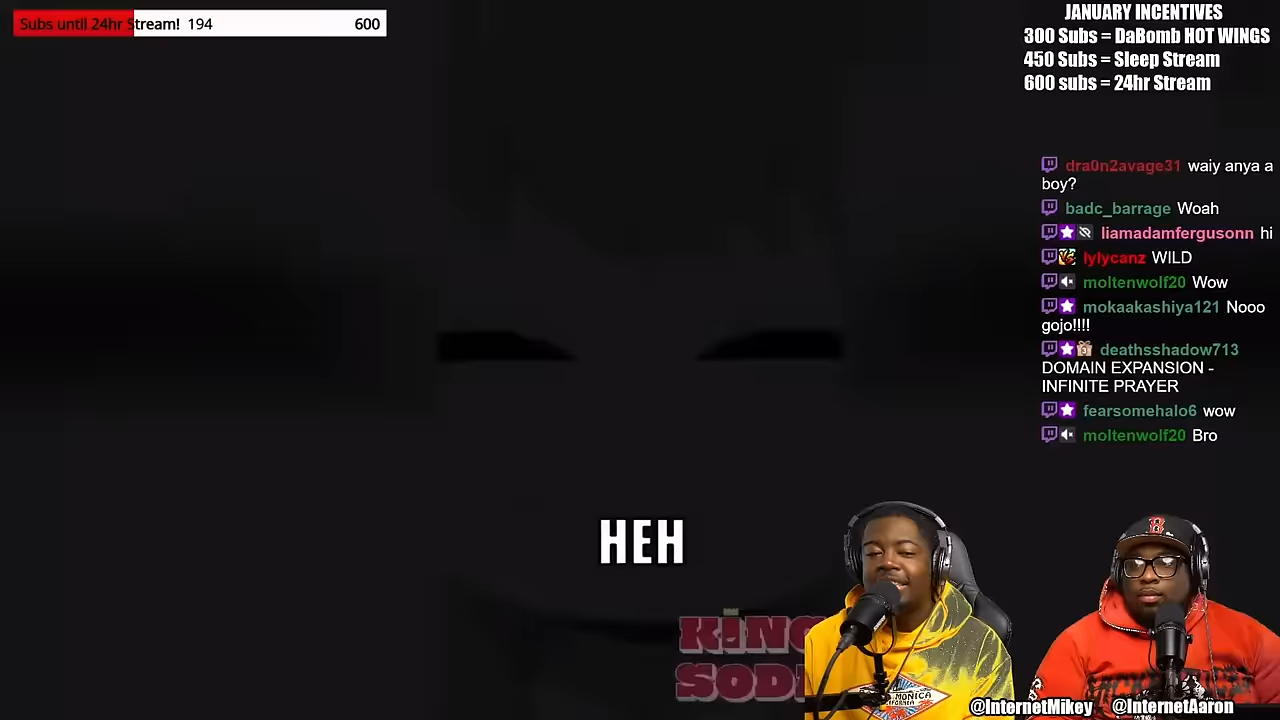 Subs until 24hr Stream! 194 600
JANUARY INCENTIVES
300 Subs = DaBomb HOT WINGS
450 Subs = Sleep Stream
600 subs = 24hr Stream
dra0n2avage31 waiy anya a
boy?
badc_barrage Woah
liamadamfergusonn hi
lylycanz WILD
moltenwolf20 Wow
mokaakashiya121 Nooo
gojo!!!!
deathsshadow713
DOMAIN EXPANSION -
INFINITE PRAYER
fearsomehalo6 wow
moltenwolf20 Bro
HEH
KING
B
@InternetMikey @InternetAaron